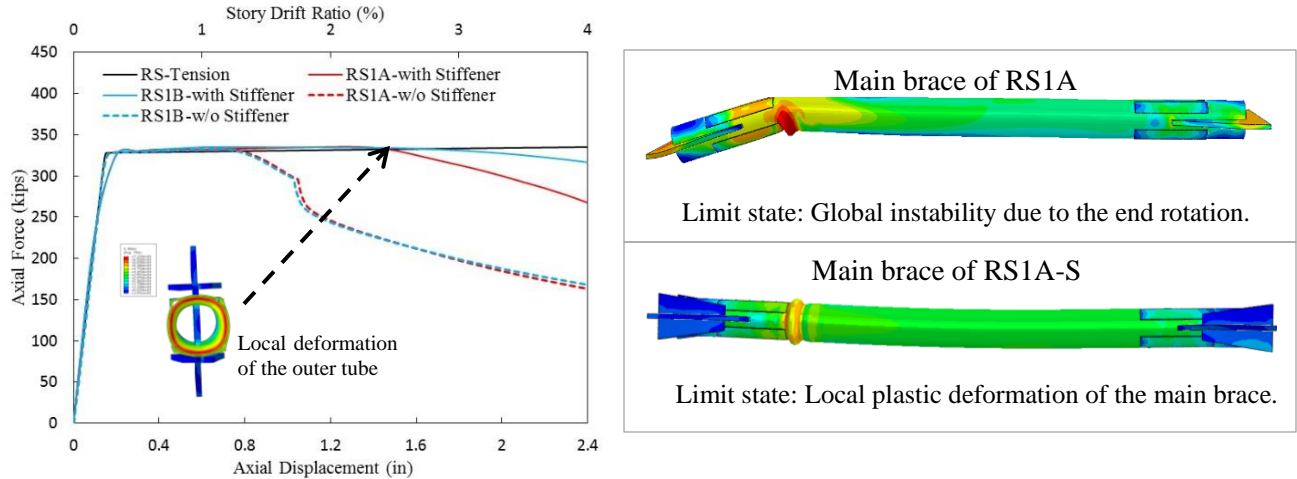 Story Drift Ratio (%)
0 1 2 3 4
450
400
350
300
250
200
150
100
50
0
Axial Force (kips)
RS-Tension
RS1A-with Stiffener
RS1B-with Stiffener
RS1A-w/o Stiffener
RS1B-w/o Stiffener
Local deformation
of the outer tube
0 0.4 0.8 1.2 1.6 2 2.4
Axial Displacement (in)
Main brace of RS1A
Limit state: Global instability due to the end rotation.
Main brace of RS1A-S
Limit state: Local plastic deformation of the main brace.